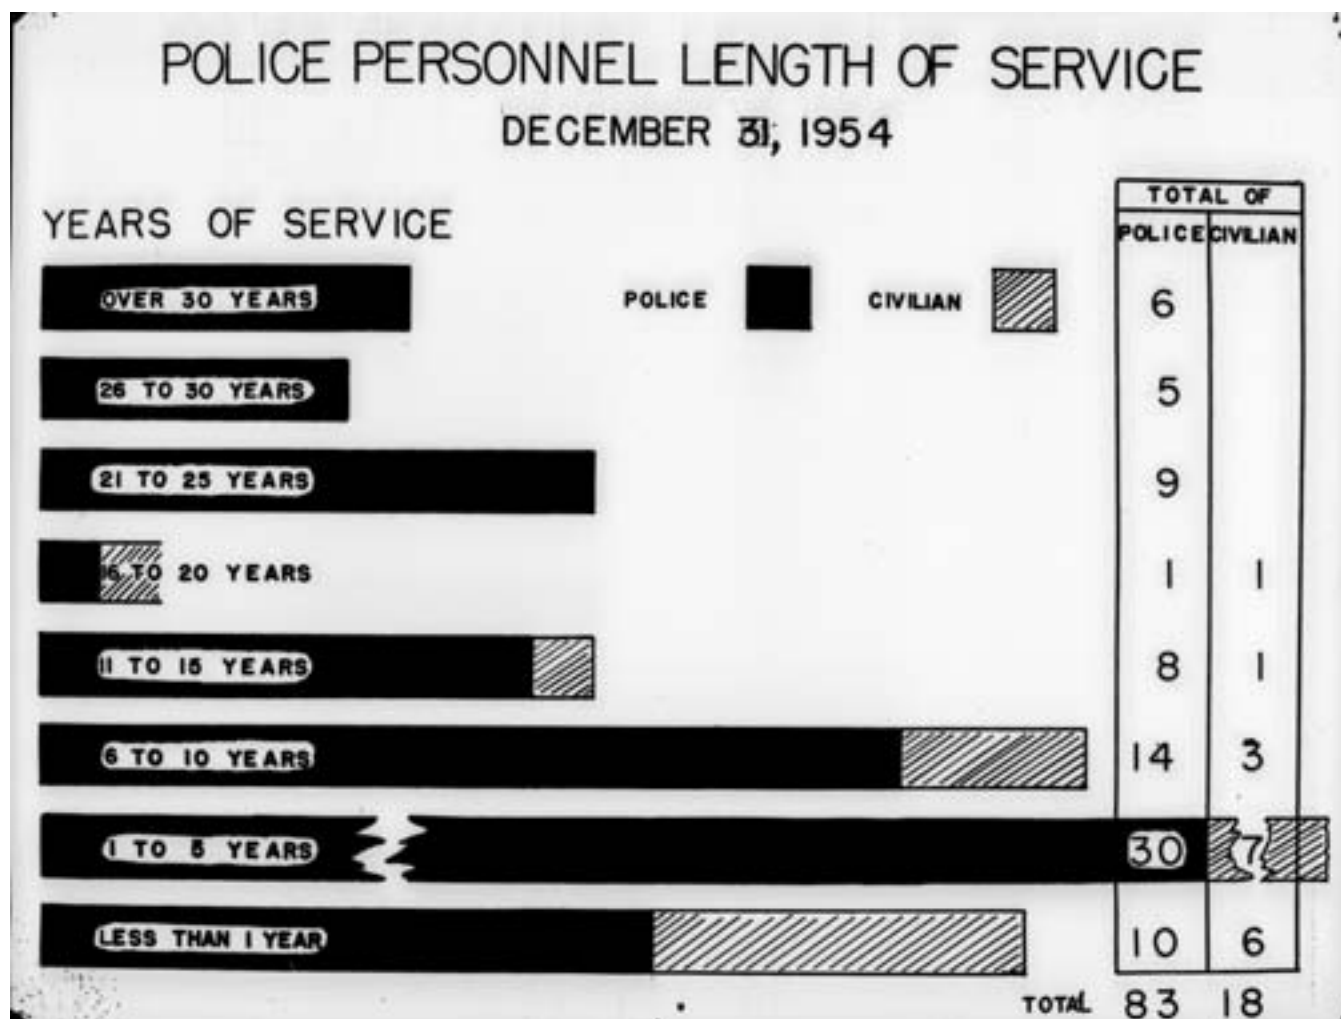 POLICE PERSONNEL LENGTH OF SERVICE
DECEMBER 31, 1954
TOTAL OF
POLICE CIVILIAN
YEARS OF SERVICE
OVER 30 YEARS POLICE CIVILIAN 6
26 TO 30 YEARS 5
21 TO 25 YEARS 9
16 TO 20 YEARS 1 1
11 TO 15 YEARS 8 1
6 TO 10 YEARS 14 3
1 TO 5 YEARS 30 7
LESS THAN 1 YEAR 10 6
TOTAL 83 18